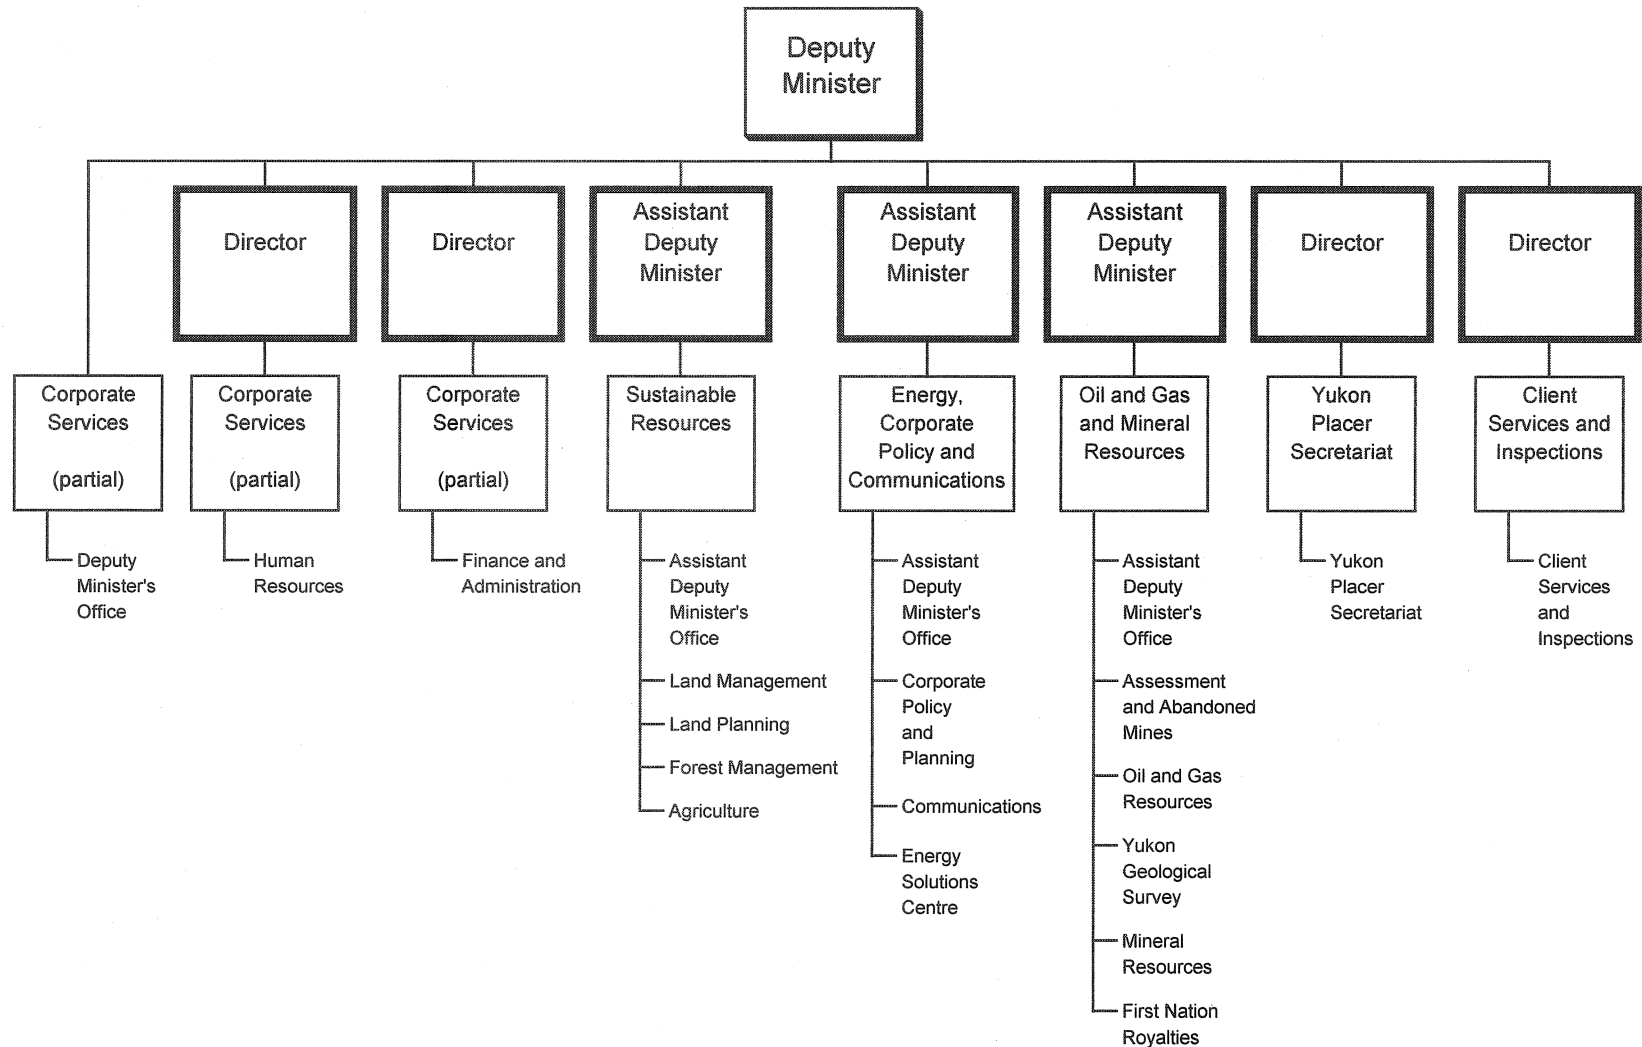 Deputy
Minister
Director
Director
Assistant
Deputy
Minister
Assistant
Deputy
Minister
Assistant
Deputy
Minister
Director
Director
Corporate
Services
(partial)
Corporate
Services
(partial)
Corporate
Services
(partial)
Sustainable
Resources
Energy,
Corporate
Policy and
Communications
Oil and Gas
and Mineral
Resources
Yukon
Placer
Secretariat
Client
Services and
Inspections
Deputy
Minister's
Office
Human
Resources
Finance and
Administration
Assistant
Deputy
Minister's
Office
Land Management
Land Planning
Forest Management
Agriculture
Assistant
Deputy
Minister's
Office
Corporate
Policy
and
Planning
Communications
Energy
Solutions
Centre
Assistant
Deputy
Minister's
Office
Assessment
and Abandoned
Mines
Oil and Gas
Resources
Yukon
Geological
Survey
Mineral
Resources
First Nation
Royalties
Yukon
Placer
Secretariat
Client
Services
and
Inspections